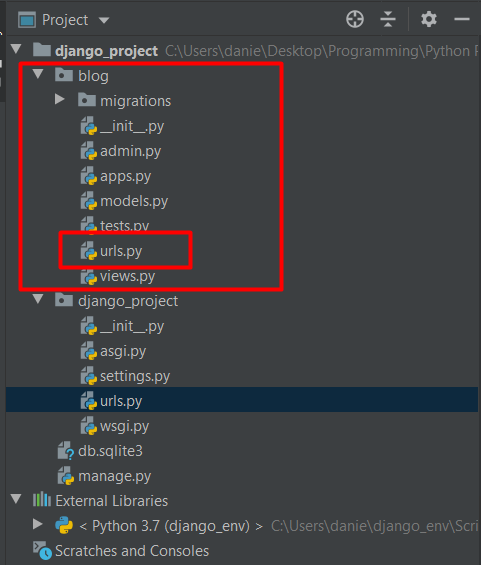 Project
django_project C:\Users\danie\Desktop\Programming\Python P
blog
migrations
__init__.py
admin.py
apps.py
models.py
tests.py
urls.py
views.py
django_project
__init__.py
asgi.py
settings.py
urls.py
wsgi.py
db.sqlite3
manage.py
External Libraries
< Python 3.7 (django_env) > C:\Users\danie\django_env\Scri
Scratches and Consoles